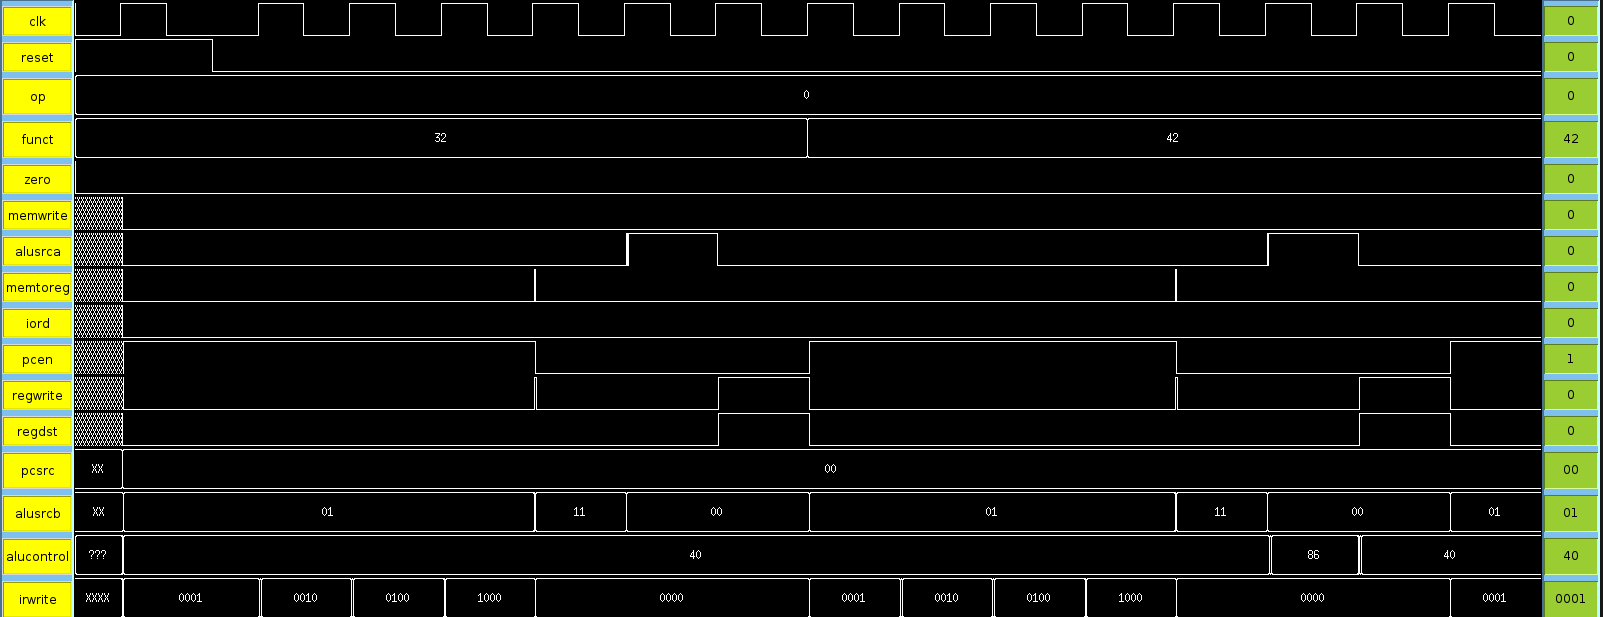 clk 0
reset 0
op 0 0
funct 32 42 42
zero 0
memwrite 0
alusrca 0
memtoreg 0
iord 0
pcen 1
regwrite 0
regdst 0
pcsrc XX 00 00
alusrcb XX 01 11 00 01 11 00 01 01
alucontrol ??? 40 86 40 40
irwrite XXXX 0001 0010 0100 1000 0000 0001 0010 0100 1000 0000 0001 0001